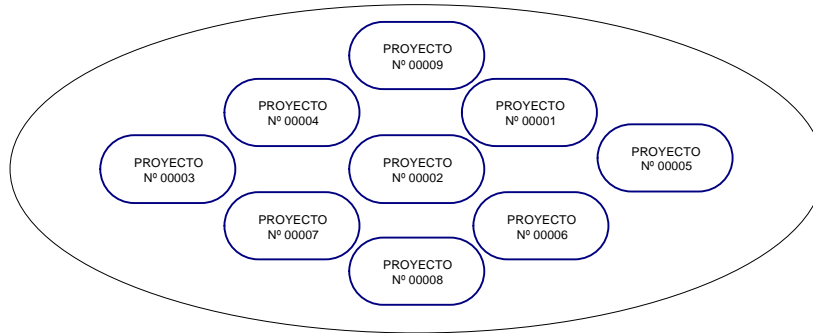 PROYECTO
Nº 00009
PROYECTO
Nº 00004
PROYECTO
Nº 00001
PROYECTO
Nº 00003
PROYECTO
Nº 00002
PROYECTO
Nº 00005
PROYECTO
Nº 00007
PROYECTO
Nº 00006
PROYECTO
Nº 00008